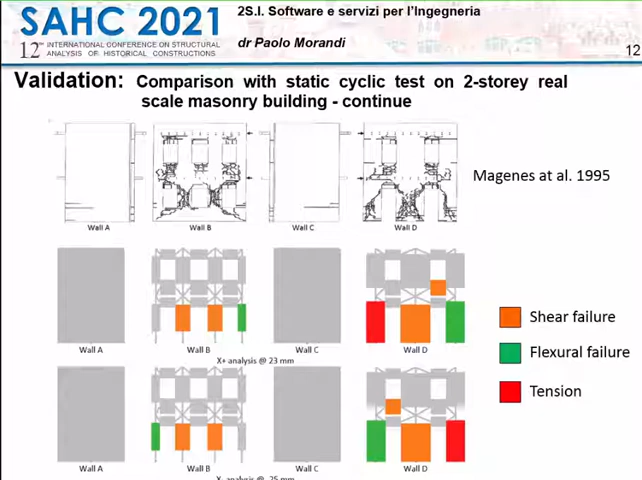 SAHC 2021
12TH INTERNATIONAL CONFERENCE ON STRUCTURAL
ANALYSIS OF HISTORICAL CONSTRUCTIONS
2S.I. Software e servizi per l'Ingegneria
dr Paolo Morandi
12
Validation: Comparison with static cyclic test on 2-storey real
scale masonry building - continue
Magenes at al. 1995
Wall A Wall B Wall C Wall D
Shear failure
Flexural failure
Tension
Wall A Wall B Wall C Wall D
X+ analysis @ 23 mm
Wall A Wall B Wall C Wall D
X- analysis @ 25 mm